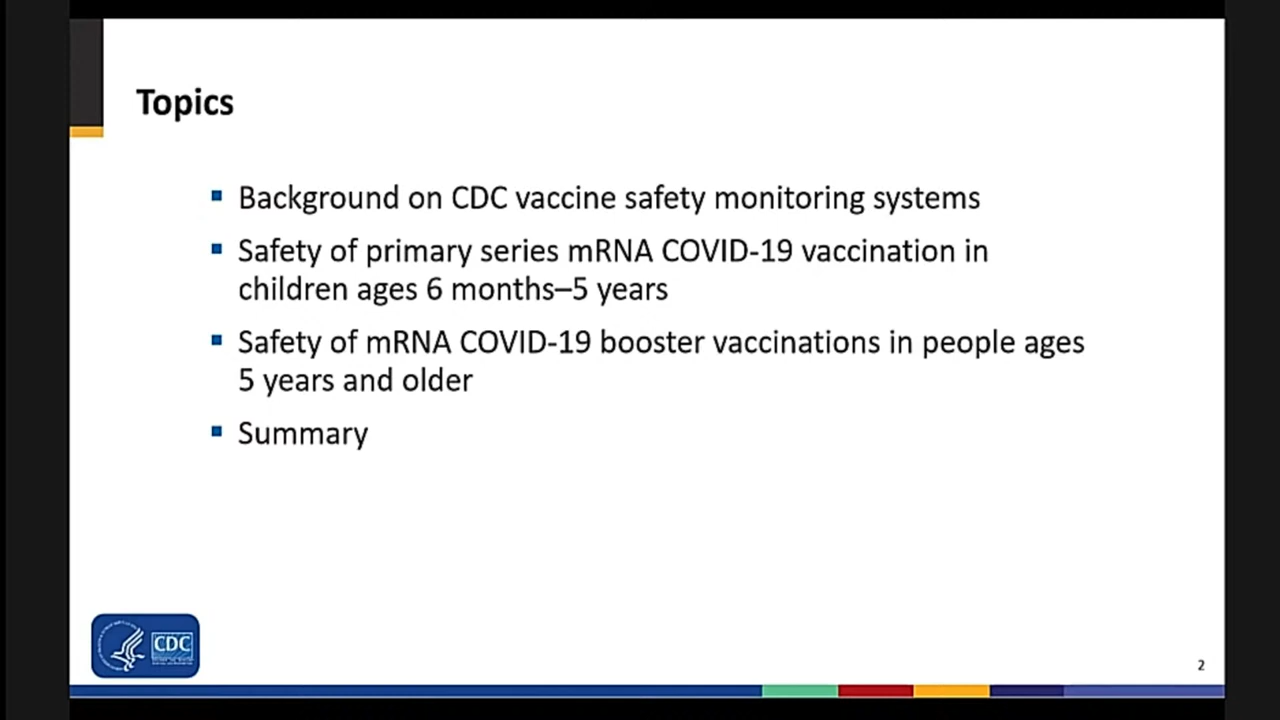 Topics
▪ Background on CDC vaccine safety monitoring systems
▪ Safety of primary series mRNA COVID-19 vaccination in
children ages 6 months–5 years
▪ Safety of mRNA COVID-19 booster vaccinations in people ages
5 years and older
▪ Summary
CDC
2